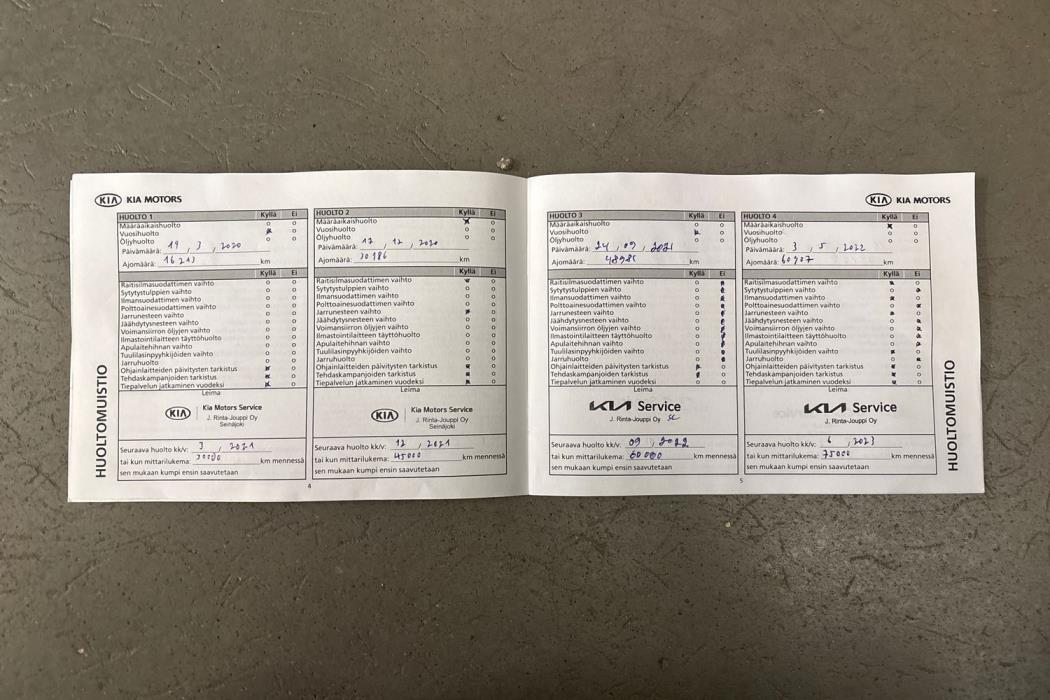 KIA KIA MOTORS
HUOLTOMUISTIO
HUOLTO 1 Kyllä Ei
Määräaikaishuolto
Vuosihuolto
Öljyhuolto
Päivämäärä: 19, 3, 2020
Ajomäärä: 16 213 km
Kyllä Ei
Raitisilmasuodattimen vaihto
Sytytystulppien vaihto
Ilmansuodattimen vaihto
Polttoainesuodattimen vaihto
Jarrunesteen vaihto
Jäähdytysnesteen vaihto
Voimansiirron öljyjen vaihto
Ilmastointilaitteen täyttöhuolto
Apulaitehihnan vaihto
Tuulilasinpyyhkijöiden vaihto
Jarruhuolto
Ohjainlaitteiden päivitysten tarkistus
Tehdaskampanjoiden tarkistus
Tiepalvelun jatkaminen vuodeksi
Leima
KIA Kia Motors Service
J. Rinta-Jouppi Oy
Seinäjoki
Seuraava huolto kk/v: 3, 2021
tai kun mittarilukema: 30000 km mennessä
sen mukaan kumpi ensin saavutetaan
HUOLTO 2 Kyllä Ei
Määräaikaishuolto
Vuosihuolto
Öljyhuolto
Päivämäärä: 17, 12, 2020
Ajomäärä: 30186 km
Kyllä Ei
Raitisilmasuodattimen vaihto
Sytytystulppien vaihto
Ilmansuodattimen vaihto
Polttoainesuodattimen vaihto
Jarrunesteen vaihto
Jäähdytysnesteen vaihto
Voimansiirron öljyjen vaihto
Ilmastointilaitteen täyttöhuolto
Apulaitehihnan vaihto
Tuulilasinpyyhkijöiden vaihto
Jarruhuolto
Ohjainlaitteiden päivitysten tarkistus
Tehdaskampanjoiden tarkistus
Tiepalvelun jatkaminen vuodeksi
Leima
KIA Kia Motors Service
J. Rinta-Jouppi Oy
Seinäjoki
Seuraava huolto kk/v: 12, 2021
tai kun mittarilukema: 45000 km mennessä
sen mukaan kumpi ensin saavutetaan
4
KIA KIA MOTORS
HUOLTO 3 Kyllä Ei
Määräaikaishuolto
Vuosihuolto
Öljyhuolto
Päivämäärä: 24, 09, 2021
Ajomäärä: 48981 km
Kyllä Ei
Raitisilmasuodattimen vaihto
Sytytystulppien vaihto
Ilmansuodattimen vaihto
Polttoainesuodattimen vaihto
Jarrunesteen vaihto
Jäähdytysnesteen vaihto
Voimansiirron öljyjen vaihto
Ilmastointilaitteen täyttöhuolto
Apulaitehihnan vaihto
Tuulilasinpyyhkijöiden vaihto
Jarruhuolto
Ohjainlaitteiden päivitysten tarkistus
Tehdaskampanjoiden tarkistus
Tiepalvelun jatkaminen vuodeksi
Leima
KIA Service
J. Rinta-Jouppi Oy
Seuraava huolto kk/v: 09, 2022
tai kun mittarilukema: 60 000 km mennessä
sen mukaan kumpi ensin saavutetaan
HUOLTO 4 Kyllä Ei
Määräaikaishuolto
Vuosihuolto
Öljyhuolto
Päivämäärä: 3, 5, 2022
Ajomäärä: 60907 km
Kyllä Ei
Raitisilmasuodattimen vaihto
Sytytystulppien vaihto
Ilmansuodattimen vaihto
Polttoainesuodattimen vaihto
Jarrunesteen vaihto
Jäähdytysnesteen vaihto
Voimansiirron öljyjen vaihto
Ilmastointilaitteen täyttöhuolto
Apulaitehihnan vaihto
Tuulilasinpyyhkijöiden vaihto
Jarruhuolto
Ohjainlaitteiden päivitysten tarkistus
Tehdaskampanjoiden tarkistus
Tiepalvelun jatkaminen vuodeksi
Leima
KIA Service
J. Rinta-Jouppi Oy
Seuraava huolto kk/v: 6, 2023
tai kun mittarilukema: 75000 km mennessä
sen mukaan kumpi ensin saavutetaan
5
HUOLTOMUISTIO